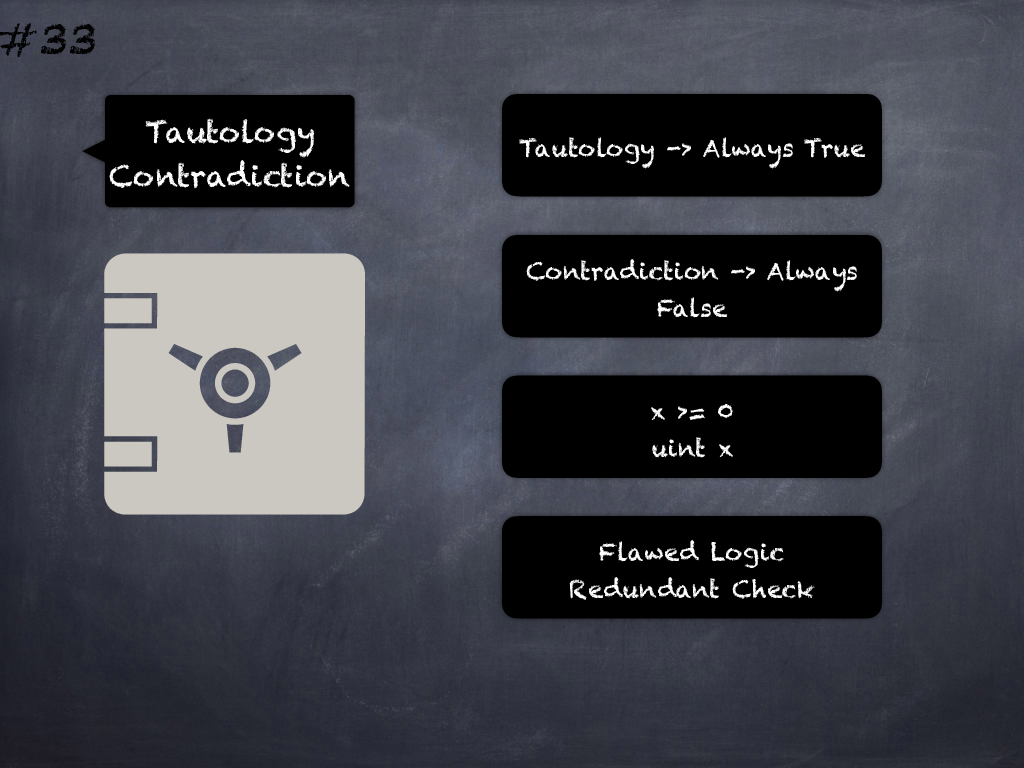 #33
Tautology
Contradiction
Tautology -> Always True
Contradiction -> Always
False
x >= 0
uint x
Flawed Logic
Redundant Check